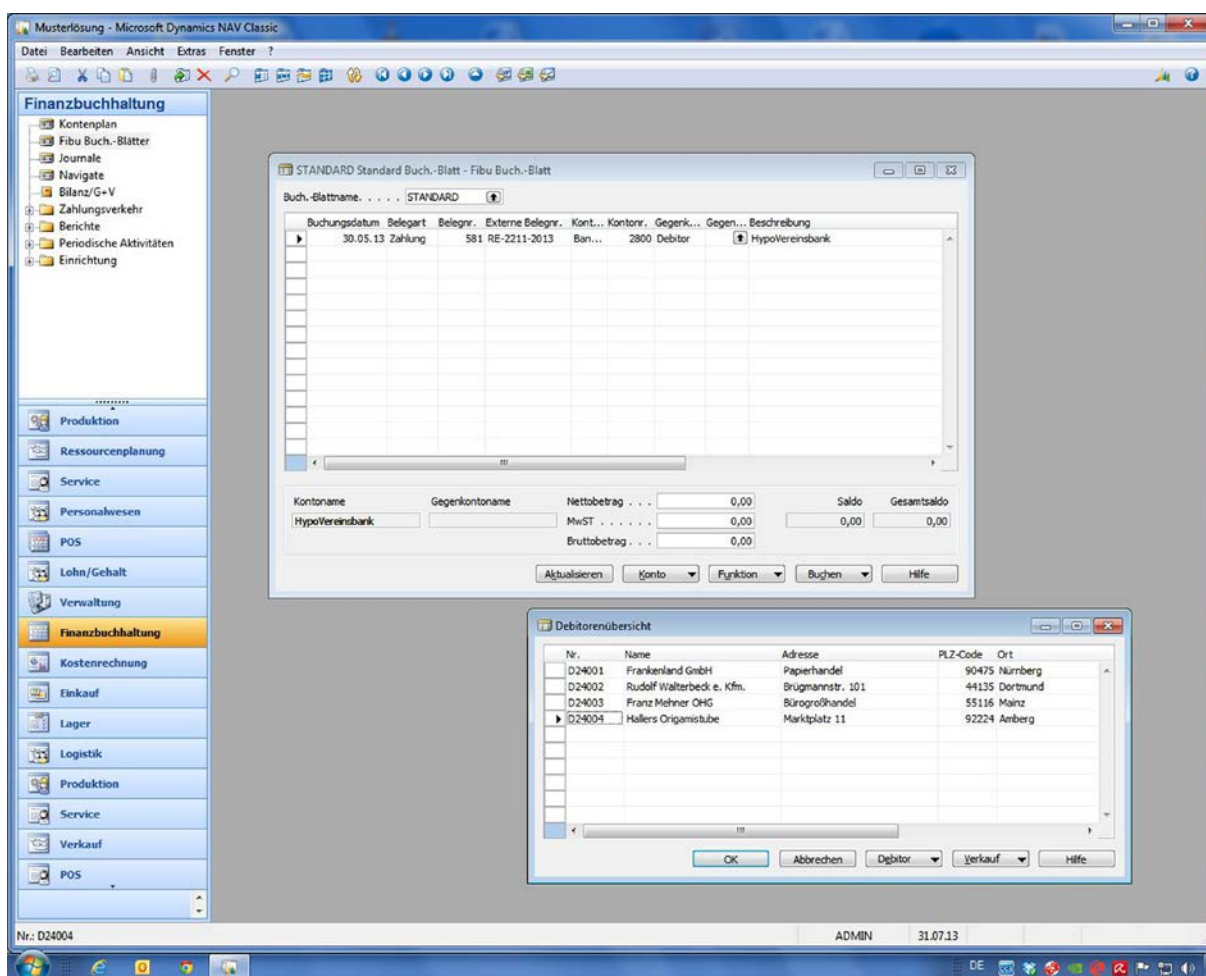 Musterlösung - Microsoft Dynamics NAV Classic
Datei Bearbeiten Ansicht Extras Fenster ?
Finanzbuchhaltung
Kontenplan
Fibu Buch.-Blätter
Journale
Navigate
Bilanz/G+V
Zahlungsverkehr
Berichte
Periodische Aktivitäten
Einrichtung
Produktion
Ressourcenplanung
Service
Personalwesen
POS
Lohn/Gehalt
Verwaltung
Finanzbuchhaltung
Kostenrechnung
Einkauf
Lager
Logistik
Produktion
Service
Verkauf
POS
STANDARD Standard Buch.-Blatt - Fibu Buch.-Blatt
Buch.-Blattname. . . . . STANDARD
Buchungsdatum Belegart Belegnr. Externe Belegnr. Kont... Kontonr. Gegenk... Gegen... Beschreibung
30.05.13 Zahlung 581 RE-2211-2013 Ban... 2800 Debitor HypoVereinsbank
Kontoname Gegenkontoname Nettobetrag . . . 0,00 Saldo Gesamtsaldo
HypoVereinsbank MwST . . . . . . 0,00 0,00 0,00
Bruttobetrag . . . 0,00
Aktualisieren Konto Funktion Buchen Hilfe
Debitorenübersicht
Nr. Name Adresse PLZ-Code Ort
D24001 Frankenland GmbH Papierhandel 90475 Nürnberg
D24002 Rudolf Walterbeck e. Kfm. Brügmannstr. 101 44135 Dortmund
D24003 Franz Mehner OHG Bürogroßhandel 55116 Mainz
D24004 Hallers Origamistube Marktplatz 11 92224 Amberg
OK Abbrechen Debitor Verkauf Hilfe
Nr.: D24004 ADMIN 31.07.13
DE